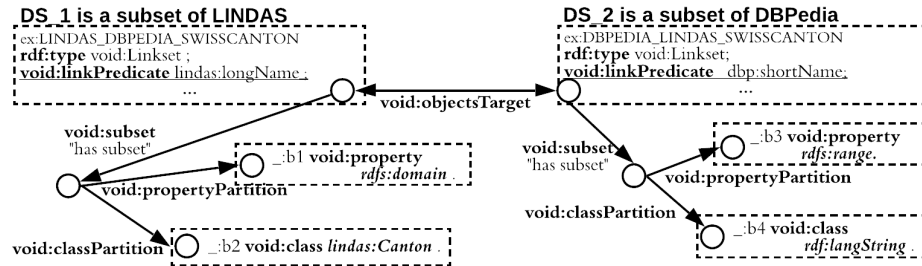 DS_1 is a subset of LINDAS
ex:LINDAS_DBPEDIA_SWISSCANTON
rdf:type void:Linkset ;
void:linkPredicate lindas:longName ;
...
DS_2 is a subset of DBPedia
ex:DBPEDIA_LINDAS_SWISSCANTON
rdf:type void:Linkset;
void:linkPredicate dbp:shortName;
...
void:objectsTarget
void:subset
"has subset"
_:b1 void:property
rdfs:domain .
void:propertyPartition
void:classPartition
_:b2 void:class lindas:Canton .
void:subset
"has subset"
_:b3 void:property
rdfs:range.
void:propertyPartition
void:classPartition
_:b4 void:class
rdf:langString .